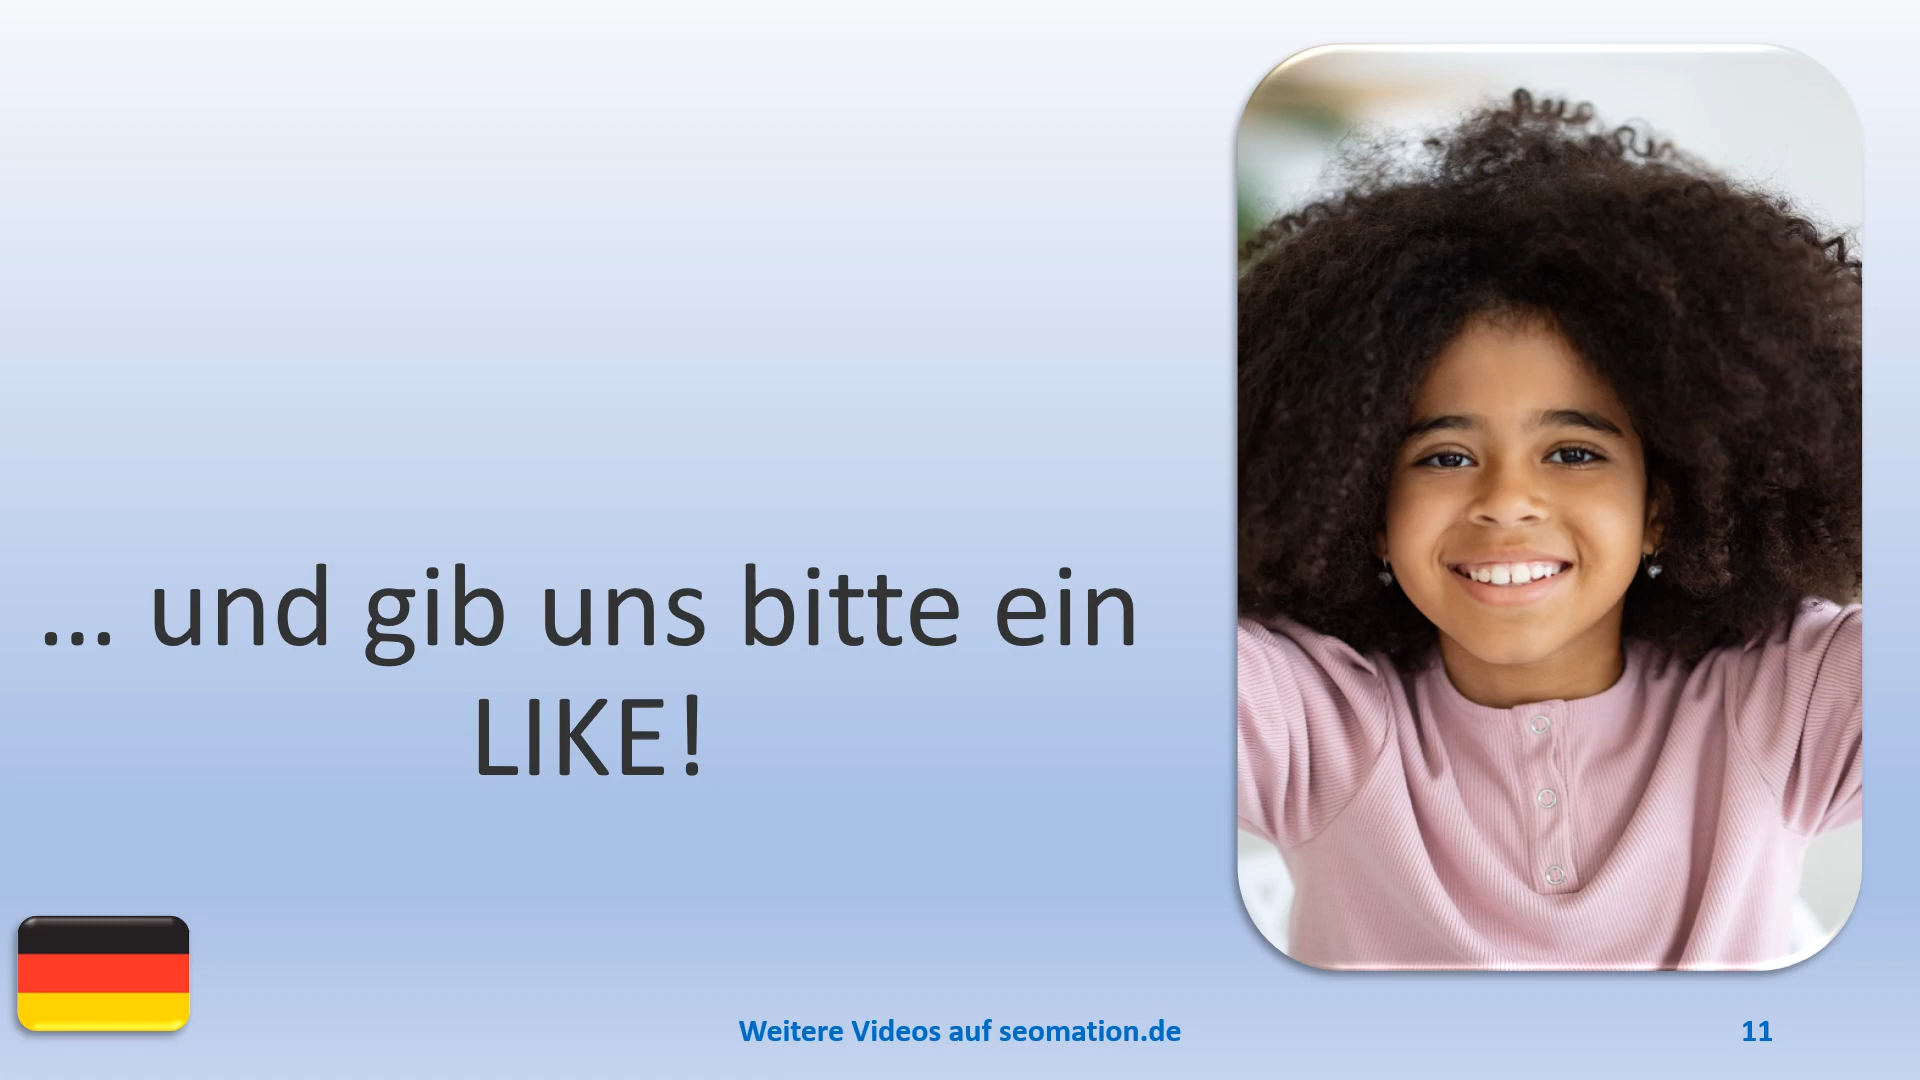 ... und gib uns bitte ein
LIKE!
Weitere Videos auf seomation.de
11